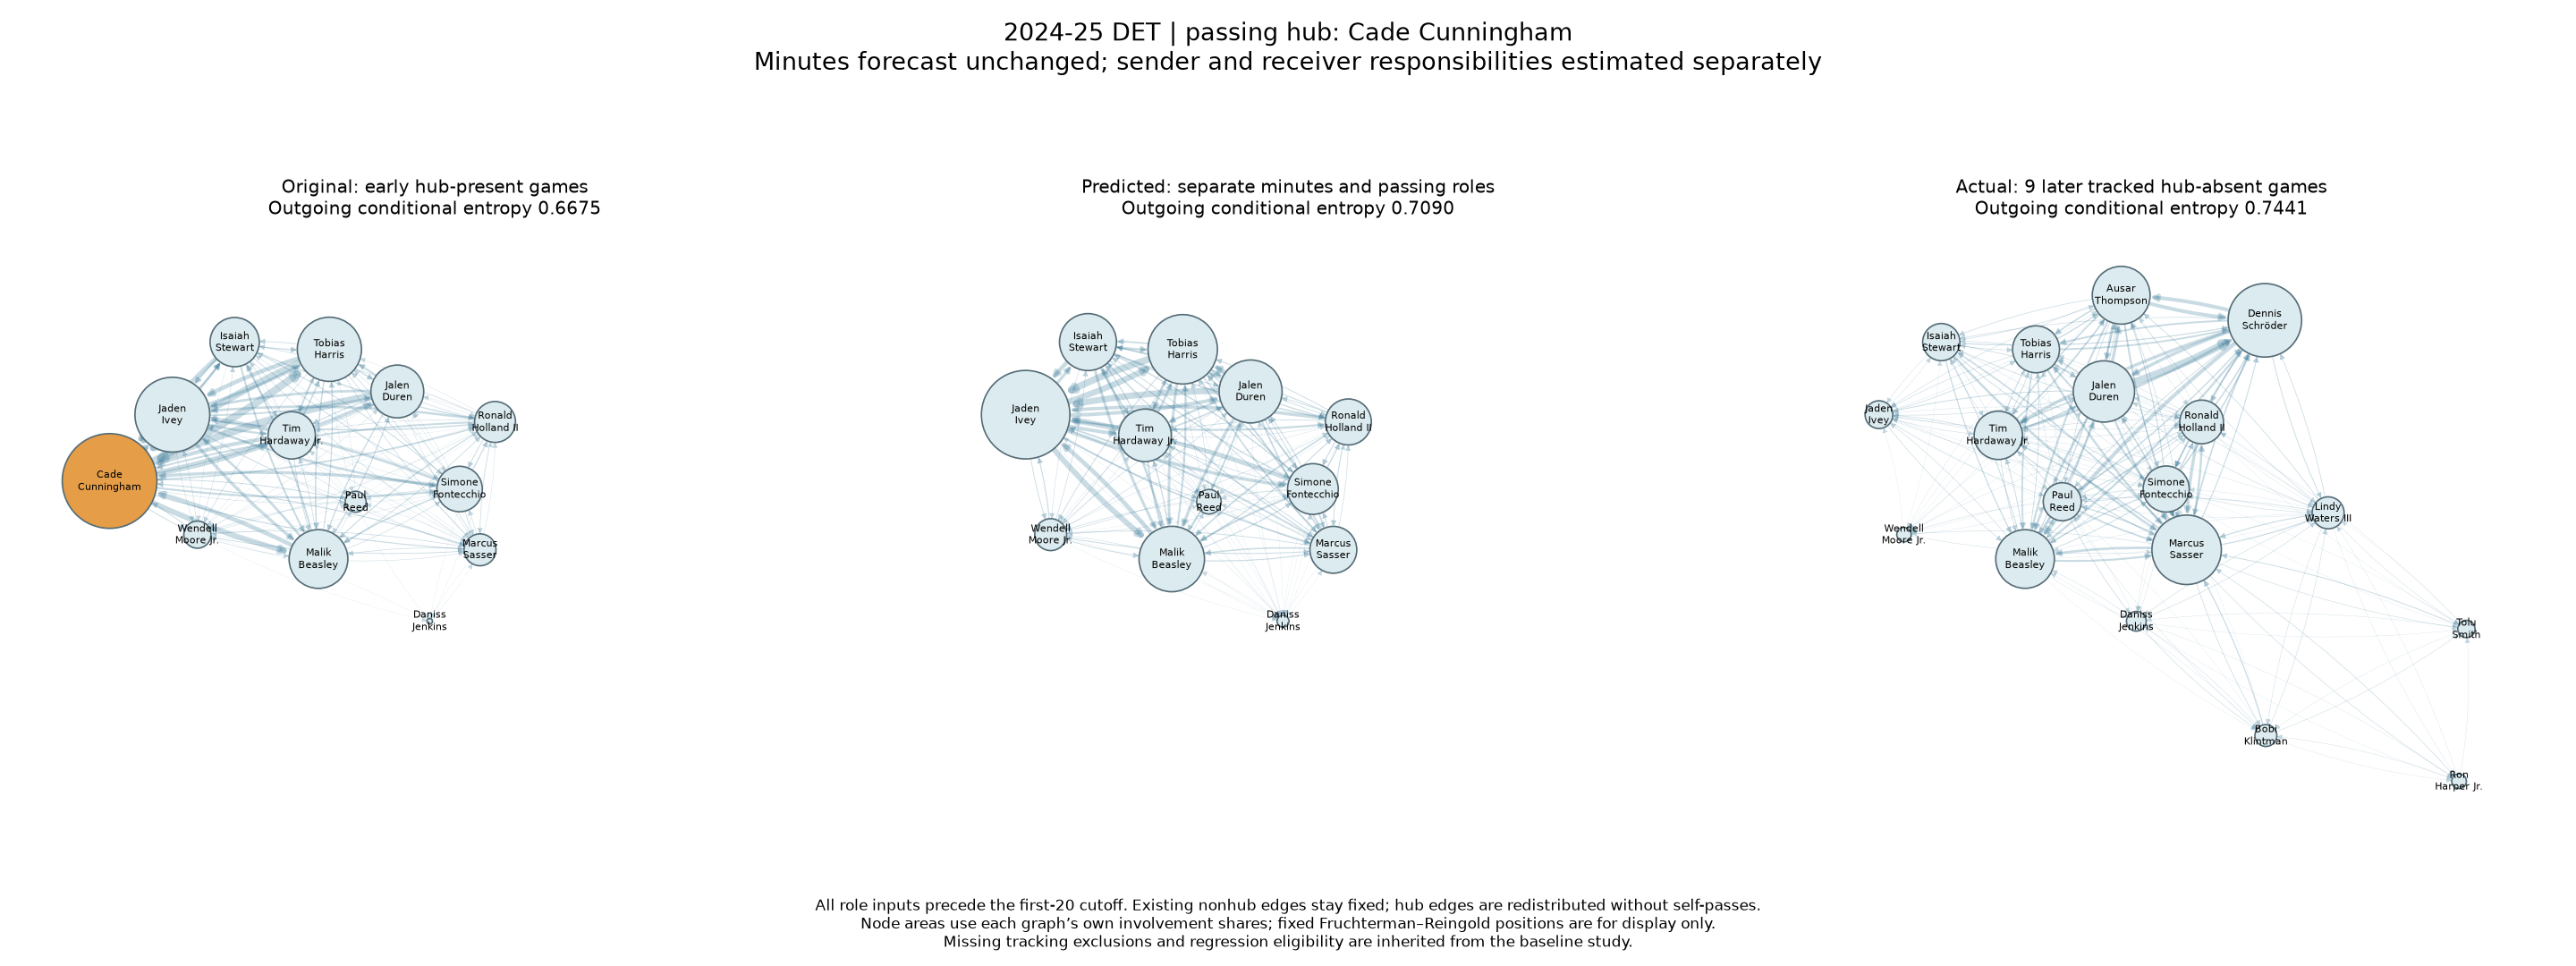 2024-25 DET | passing hub: Cade Cunningham
Minutes forecast unchanged; sender and receiver responsibilities estimated separately
Original: early hub-present games
Outgoing conditional entropy 0.6675
Isaiah
Stewart
Tobias
Harris
Jalen
Duren
Jaden
Ivey
Tim
Hardaway Jr.
Ronald
Holland II
Cade
Cunningham
Simone
Fontecchio
Paul
Reed
Wendell
Moore Jr.
Malik
Beasley
Marcus
Sasser
Daniss
Jenkins
Predicted: separate minutes and passing roles
Outgoing conditional entropy 0.7090
Isaiah
Stewart
Tobias
Harris
Jalen
Duren
Jaden
Ivey
Tim
Hardaway Jr.
Ronald
Holland II
Simone
Fontecchio
Paul
Reed
Wendell
Moore Jr.
Malik
Beasley
Marcus
Sasser
Daniss
Jenkins
Actual: 9 later tracked hub-absent games
Outgoing conditional entropy 0.7441
Ausar
Thompson
Dennis
Schröder
Isaiah
Stewart
Tobias
Harris
Jalen
Duren
Jaden
Ivey
Tim
Hardaway Jr.
Ronald
Holland II
Simone
Fontecchio
Paul
Reed
Lindy
Waters III
Wendell
Moore Jr.
Malik
Beasley
Marcus
Sasser
Daniss
Jenkins
Tolu
Smith
Bobi
Klintman
Ron
Harper Jr.
All role inputs precede the first-20 cutoff. Existing nonhub edges stay fixed; hub edges are redistributed without self-passes.
Node areas use each graph’s own involvement shares; fixed Fruchterman–Reingold positions are for display only.
Missing tracking exclusions and regression eligibility are inherited from the baseline study.